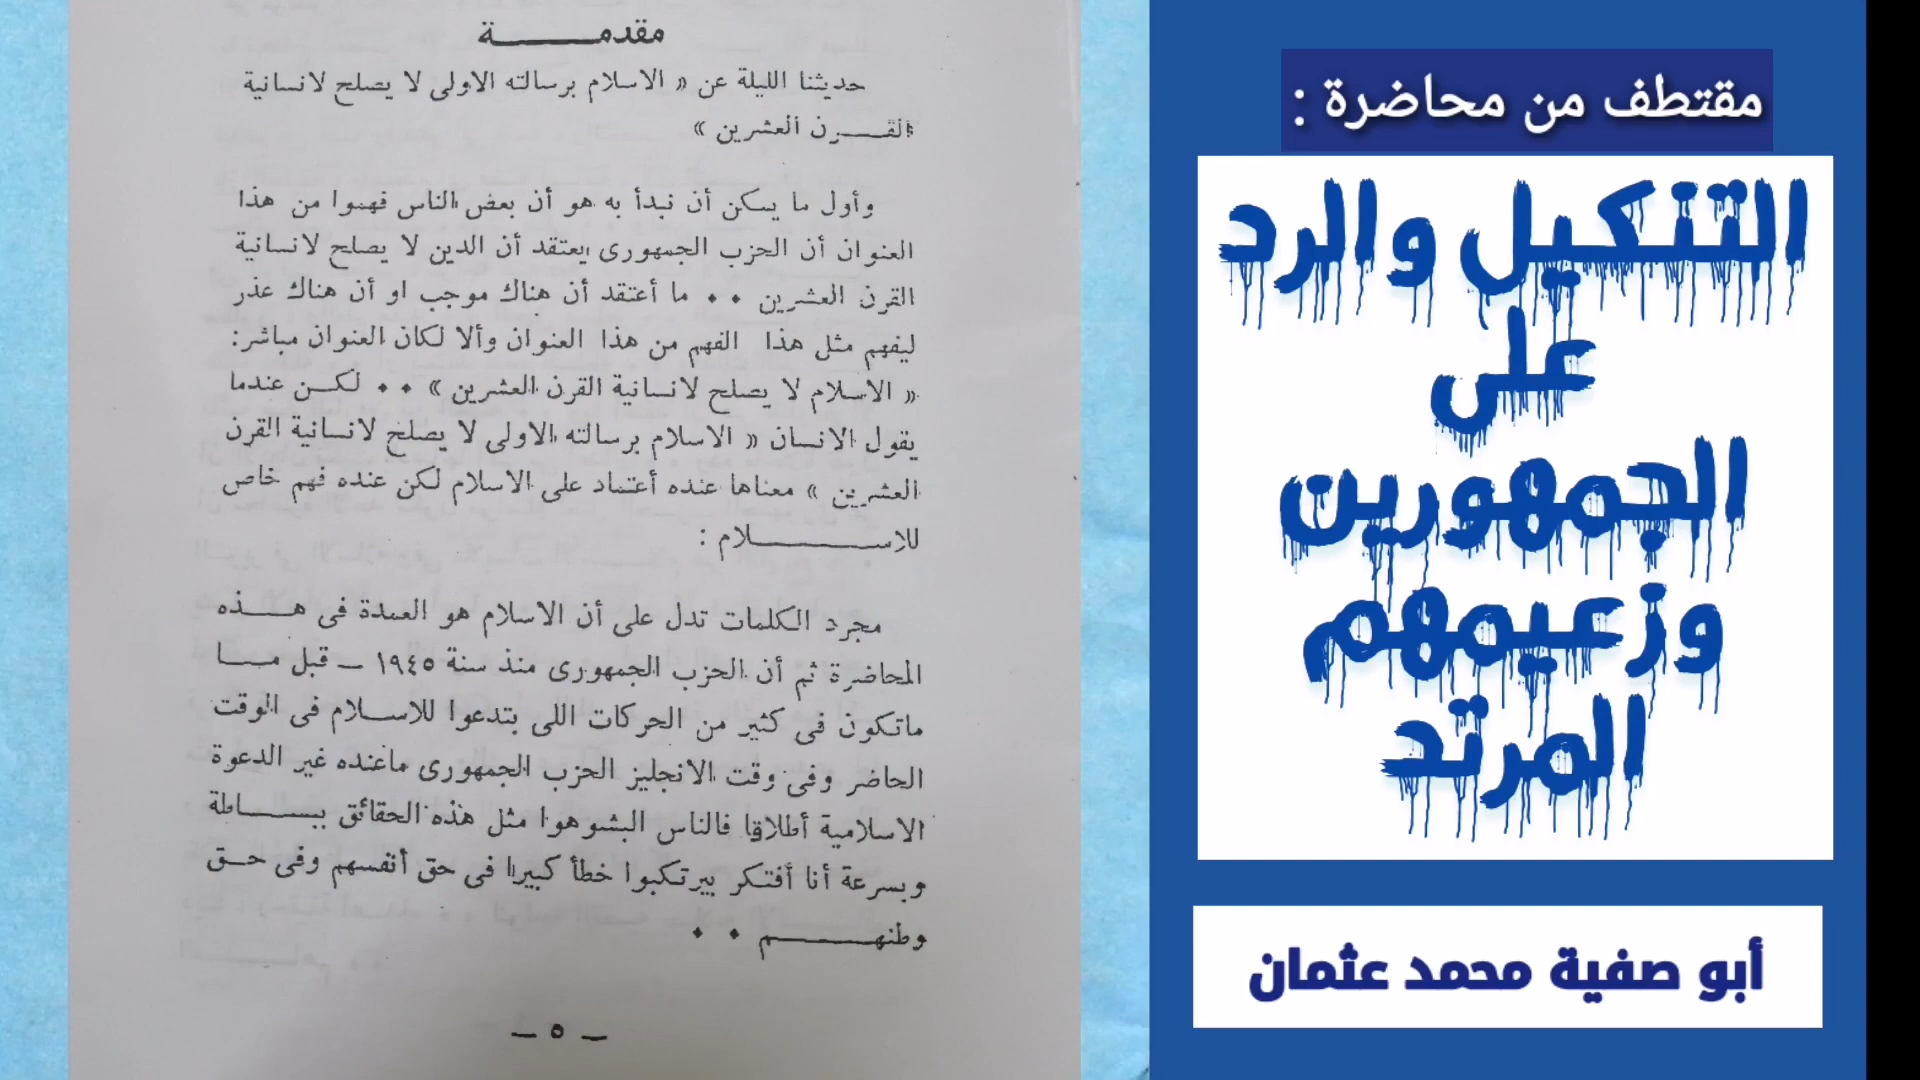 مقدمـــــــــة
حديثنا الليلة عن « الاسلام برسالته الاولى لا يصلح لانسانية
القـــرن العشرين »
وأول ما يمكن أن نبدأ به هو أن بعض الناس فهموا من هذا
العنوان أن الحزب الجمهورى يعتقد أن الدين لا يصلح لانسانية
القرن العشرين • • ما أعتقد أن هناك موجب او أن هناك عذر
ليفهم مثل هذا الفهم من هذا العنوان وألا لكان العنوان مباشر:
« الاسلام لا يصلح لانسانية القرن العشرين » • • لكــن عندما
يقول الانسان « الاسلام برسالته الاولى لا يصلح لانسانية القرن
العشرين » معناها عنده أعتماد على الاسلام لكن عنده فهم خاص
للاســـــــــلام :
مجرد الكلمات تدل على أن الاسلام هو العمدة فى هـــذه
المحاضرة ثم أن الحزب الجمهورى منذ سنة ١٩٤٥ ــ قبل مــا
ماتكون فى كثير من الحركات اللى بتدعوا للاســلام فى الوقت
الحاضر وفى وقت الانجليز الحزب الجمهورى ماعنده غير الدعوة
الاسلامية أطلاقا فالناس البشوهوا مثل هذه الحقائق ببســـاطة
وبسرعة أنا أفتكر بيرتكبوا خطأ كبيرا فى حق أنفسهم وفى حــق
وطنهـــــــــم • •
ــ ٥ ــ
مقتطف من محاضرة :
التنكيل والرد
على
الجمهورين
وزعيمهم
المرتد
أبو صفية محمد عثمان